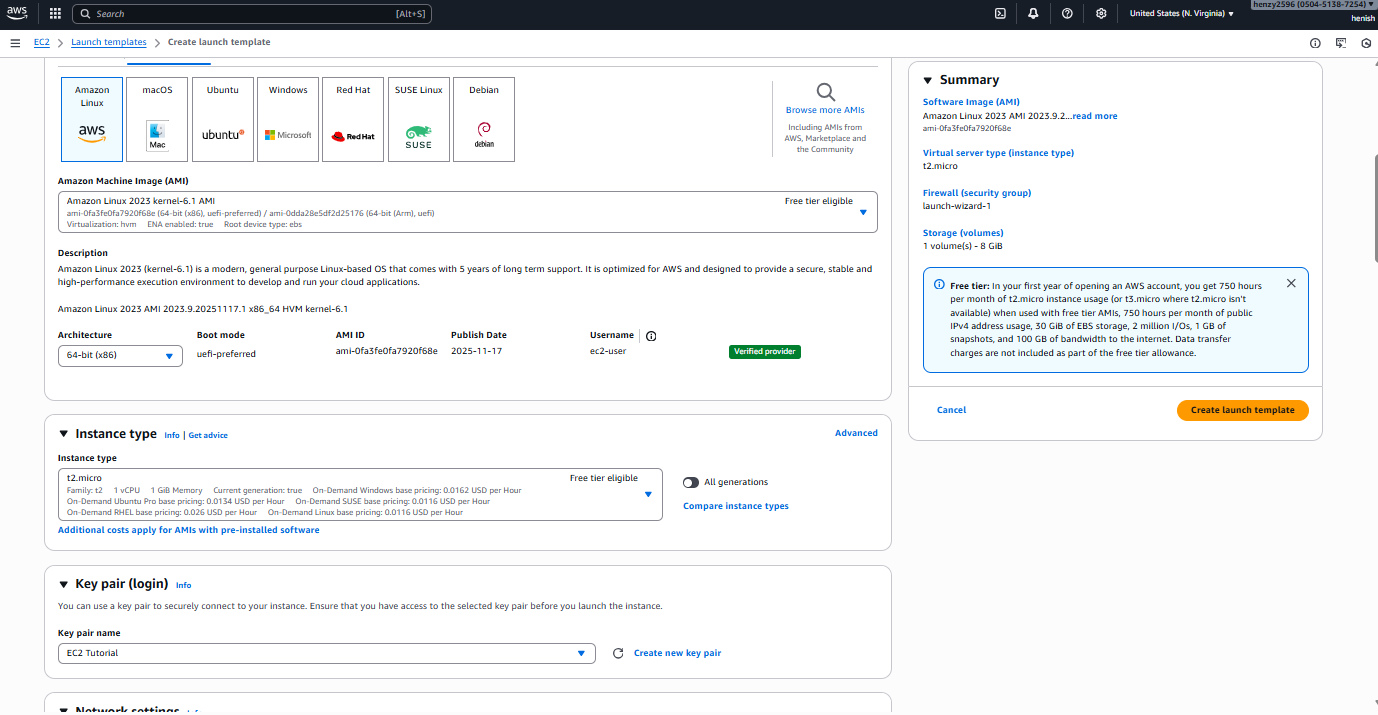 aws
Search
[Alt+S]
United States (N. Virginia)
henzy2596 (0504-5138-7254)
henish
EC2
Launch templates
Create launch template
Amazon
Linux
aws
macOS
Mac
Ubuntu
ubuntu
Windows
Microsoft
Red Hat
Red Hat
SUSE Linux
SUSE
Debian
debian
Browse more AMIs
Including AMIs from
AWS, Marketplace and
the Community
Amazon Machine Image (AMI)
Amazon Linux 2023 kernel-6.1 AMI
Free tier eligible
ami-0fa3fe0fa7920f68e (64-bit (x86), uefi-preferred) / ami-0dda28e5df2d25176 (64-bit (Arm), uefi)
Virtualization: hvm ENA enabled: true Root device type: ebs
Description
Amazon Linux 2023 (kernel-6.1) is a modern, general purpose Linux-based OS that comes with 5 years of long term support. It is optimized for AWS and designed to provide a secure, stable and
high-performance execution environment to develop and run your cloud applications.
Amazon Linux 2023 AMI 2023.9.20251117.1 x86_64 HVM kernel-6.1
Architecture
64-bit (x86)
Boot mode
uefi-preferred
AMI ID
ami-0fa3fe0fa7920f68e
Publish Date
2025-11-17
Username
ec2-user
Verified provider
Instance type
Info | Get advice
Advanced
Instance type
t2.micro
Free tier eligible
Family: t2 1 vCPU 1 GiB Memory Current generation: true On-Demand Windows base pricing: 0.0162 USD per Hour
On-Demand Ubuntu Pro base pricing: 0.0134 USD per Hour On-Demand SUSE base pricing: 0.0116 USD per Hour
On-Demand RHEL base pricing: 0.026 USD per Hour On-Demand Linux base pricing: 0.0116 USD per Hour
All generations
Compare instance types
Additional costs apply for AMIs with pre-installed software
Key pair (login)
Info
You can use a key pair to securely connect to your instance. Ensure that you have access to the selected key pair before you launch the instance.
Key pair name
EC2 Tutorial
Create new key pair
Network settings
Info
Summary
Software Image (AMI)
Amazon Linux 2023 AMI 2023.9.2...read more
ami-0fa3fe0fa7920f68e
Virtual server type (instance type)
t2.micro
Firewall (security group)
launch-wizard-1
Storage (volumes)
1 volume(s) - 8 GiB
Free tier: In your first year of opening an AWS account, you get 750 hours
per month of t2.micro instance usage (or t3.micro where t2.micro isn't
available) when used with free tier AMIs, 750 hours per month of public
IPv4 address usage, 30 GiB of EBS storage, 2 million I/Os, 1 GB of
snapshots, and 100 GB of bandwidth to the internet. Data transfer
charges are not included as part of the free tier allowance.
Cancel
Create launch template